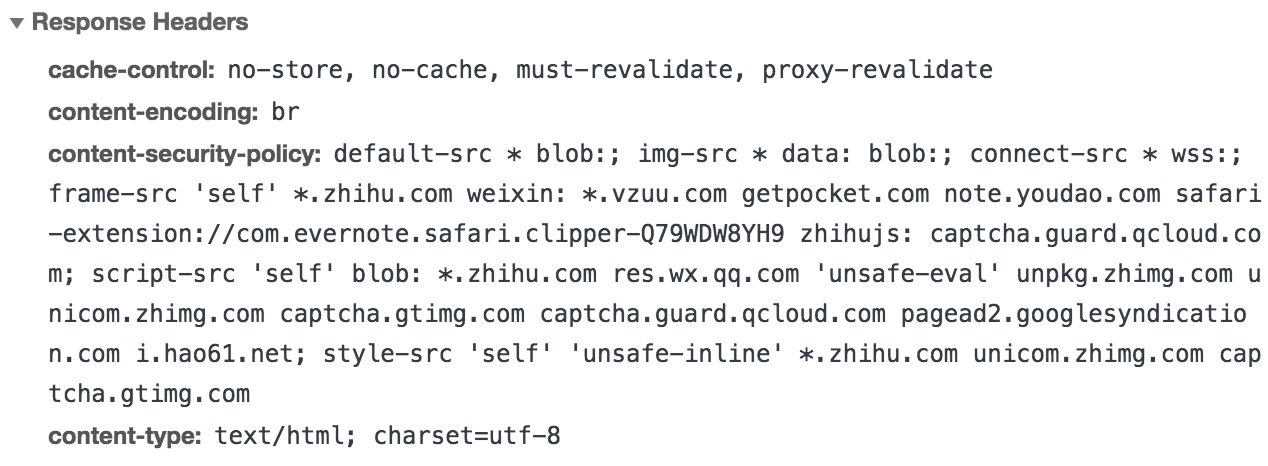 Response Headers
cache-control: no-store, no-cache, must-revalidate, proxy-revalidate
content-encoding: br
content-security-policy: default-src * blob:; img-src * data: blob:; connect-src * wss:;
frame-src 'self' *.zhihu.com weixin: *.vzuu.com getpocket.com note.youdao.com safari
-extension://com.evernote.safari.clipper-Q79WDW8YH9 zhihujs: captcha.guard.qcloud.co
m; script-src 'self' blob: *.zhihu.com res.wx.qq.com 'unsafe-eval' unpkg.zhimg.com u
nicom.zhimg.com captcha.gtimg.com captcha.guard.qcloud.com pagead2.googlesyndicatio
n.com i.hao61.net; style-src 'self' 'unsafe-inline' *.zhihu.com unicom.zhimg.com cap
tcha.gtimg.com
content-type: text/html; charset=utf-8